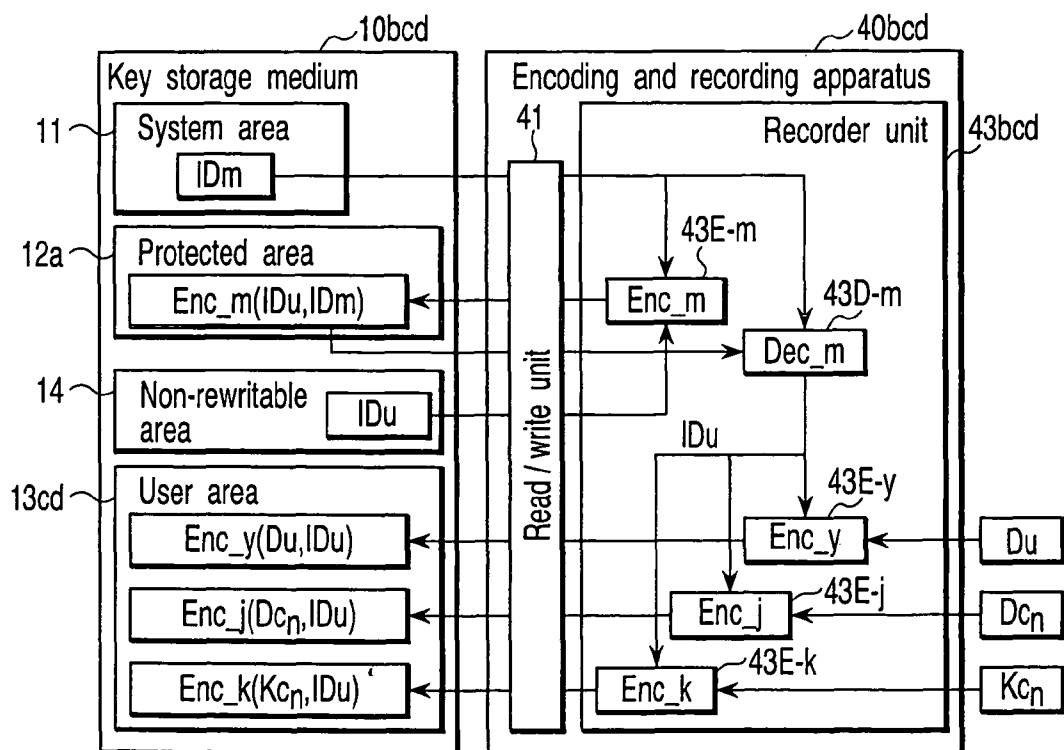 10bcd
40bcd
Key storage medium
Encoding and recording apparatus
11
System area
IDm
41
Recorder unit
43bcd
12a
Protected area
Enc_m(IDu,IDm)
43E-m
Enc_m
43D-m
Dec_m
14
Non-rewritable
area
IDu
Read/write unit
IDu
13cd
User area
43E-y
Enc_y(Du,IDu)
Enc_y
Du
43E-j
Enc_j(Dcn,IDu)
Enc_j
Dcn
43E-k
Enc_k(Kcn,IDu)
Enc_k
Kcn